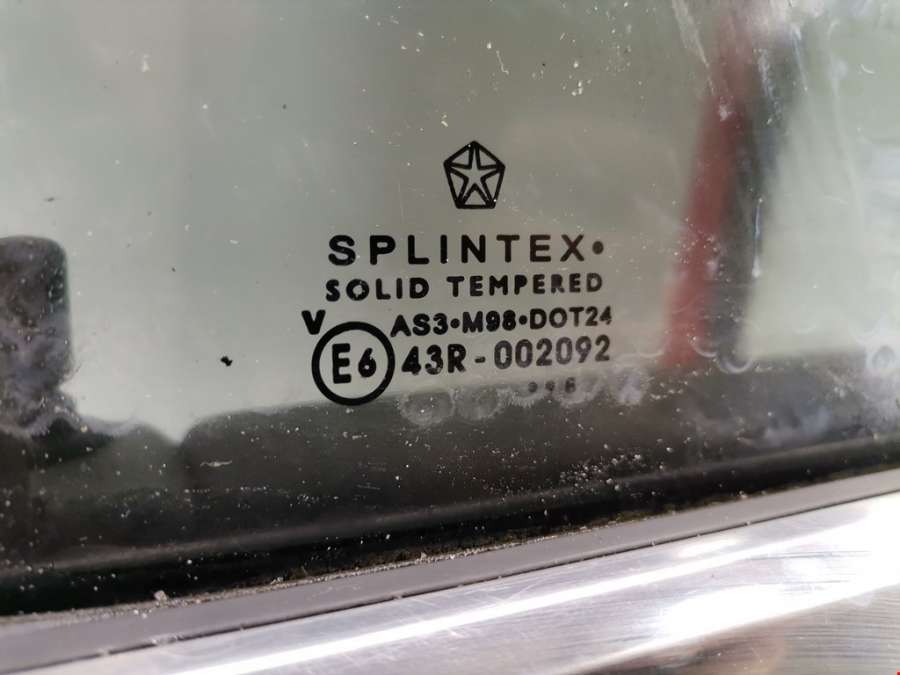 SPLINTEX•
SOLID TEMPERED
V AS3•M98•DOT24
E6 43R-002092